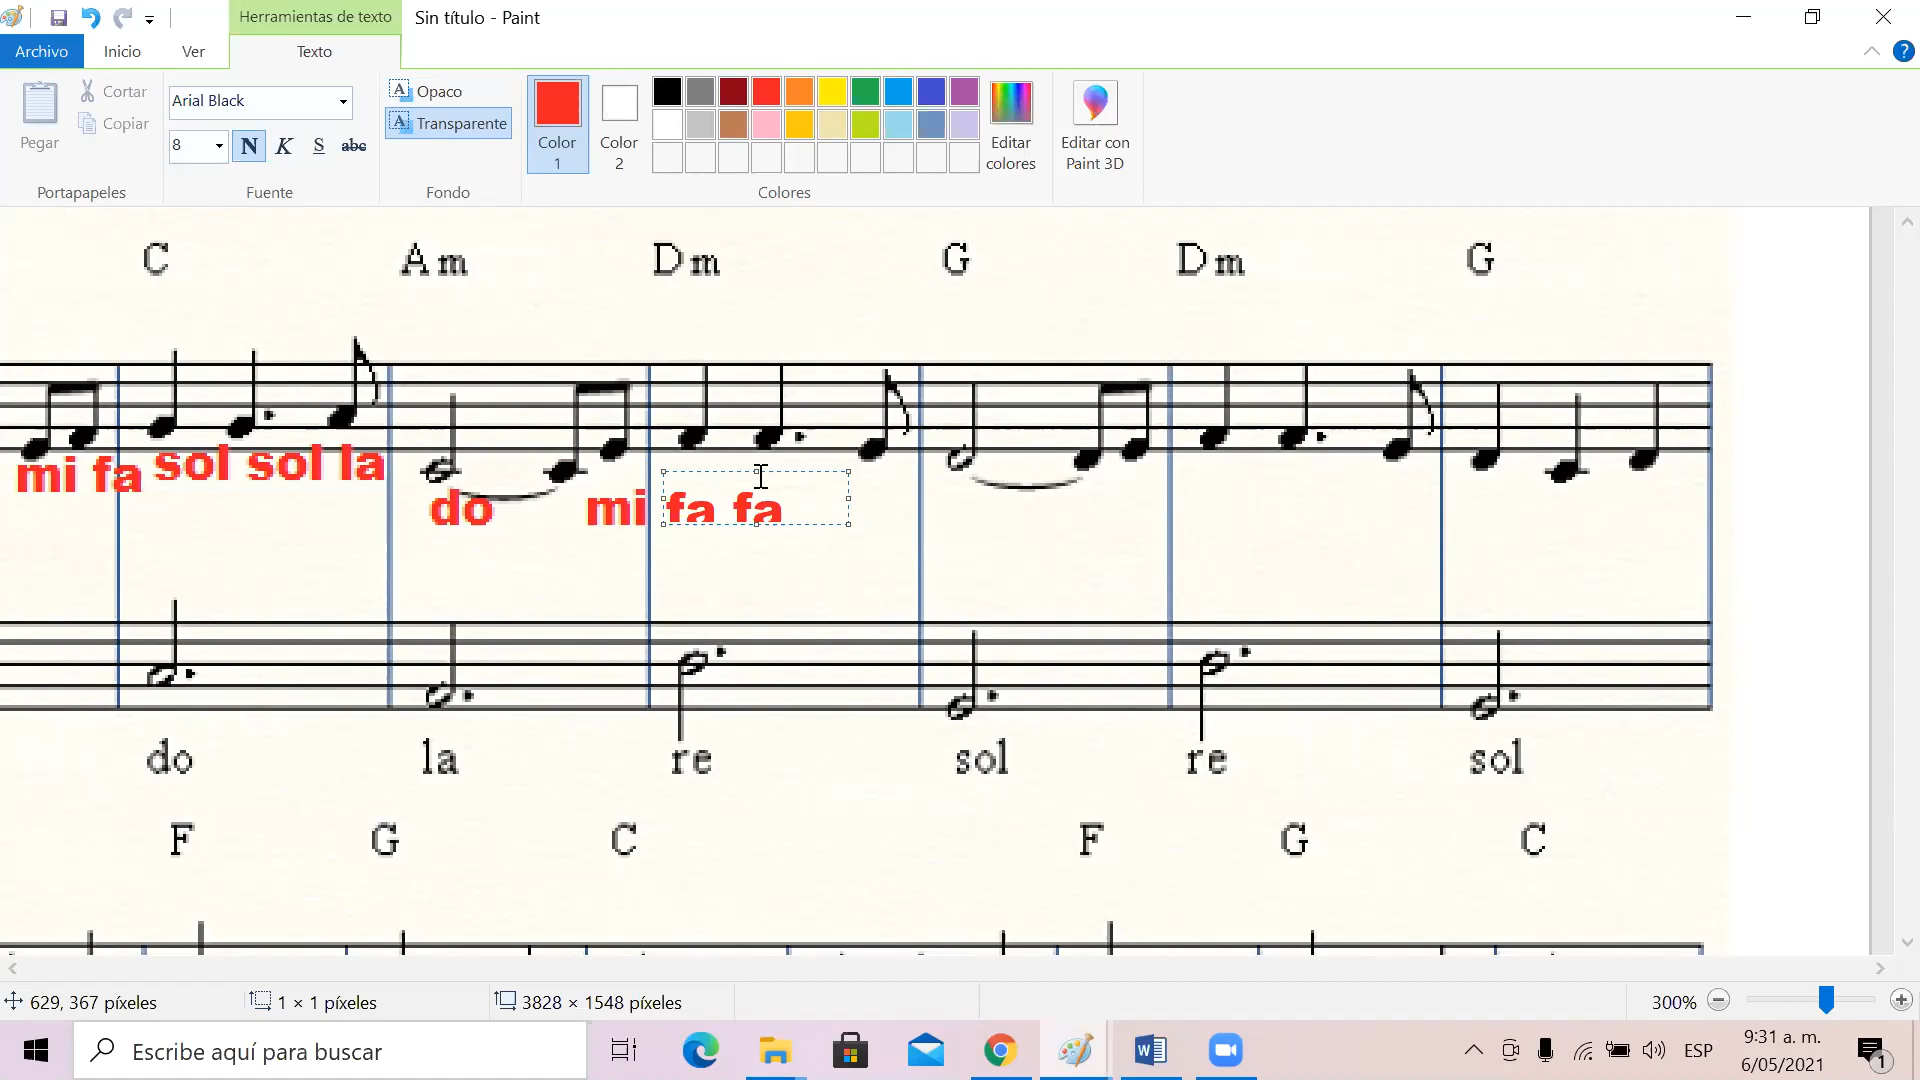 Herramientas de texto
Sin título - Paint
Archivo
Inicio
Ver
Texto
Pegar
Cortar
Copiar
Portapapeles
Arial Black
8
N K S abc
Fuente
A Opaco
A Transparente
Fondo
Color
1
Color
2
Editar
colores
Colores
Editar con
Paint 3D
C Am Dm G Dm G
mi fa sol sol la
do mi fa fa
do la re sol re sol
F G C F G C
629, 367 píxeles
1 × 1 píxeles
3828 × 1548 píxeles
300%
Escribe aquí para buscar
ESP
9:31 a. m.
6/05/2021
1